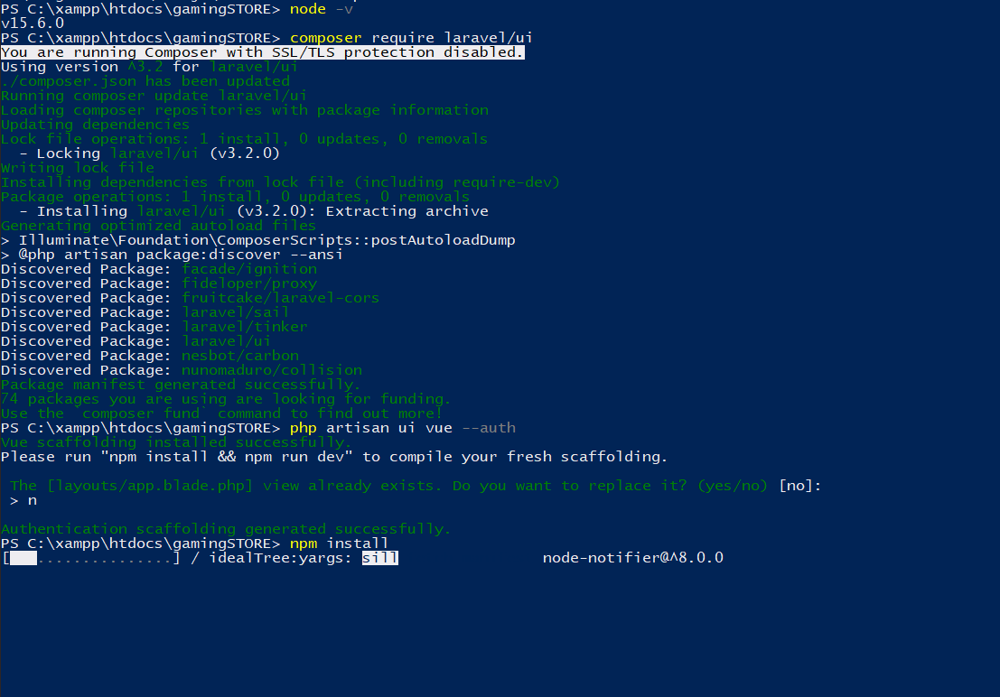 PS C:\xampp\htdocs\gamingSTORE> node -v
v15.6.0
PS C:\xampp\htdocs\gamingSTORE> composer require laravel/ui
You are running Composer with SSL/TLS protection disabled.
Using version ^3.2 for laravel/ui
./composer.json has been updated
Running composer update laravel/ui
Loading composer repositories with package information
Updating dependencies
Lock file operations: 1 install, 0 updates, 0 removals
  - Locking laravel/ui (v3.2.0)
Writing lock file
Installing dependencies from lock file (including require-dev)
Package operations: 1 install, 0 updates, 0 removals
  - Installing laravel/ui (v3.2.0): Extracting archive
Generating optimized autoload files
> Illuminate\Foundation\ComposerScripts::postAutoloadDump
> @php artisan package:discover --ansi
Discovered Package: facade/ignition
Discovered Package: fideloper/proxy
Discovered Package: fruitcake/laravel-cors
Discovered Package: laravel/sail
Discovered Package: laravel/tinker
Discovered Package: laravel/ui
Discovered Package: nesbot/carbon
Discovered Package: nunomaduro/collision
Package manifest generated successfully.
74 packages you are using are looking for funding.
Use the `composer fund` command to find out more!
PS C:\xampp\htdocs\gamingSTORE> php artisan ui vue --auth
Vue scaffolding installed successfully.
Please run "npm install && npm run dev" to compile your fresh scaffolding.
 The [layouts/app.blade.php] view already exists. Do you want to replace it? (yes/no) [no]:
 > n
Authentication scaffolding generated successfully.
PS C:\xampp\htdocs\gamingSTORE> npm install
[   ...............] / idealTree:yargs: sill                node-notifier@^8.0.0